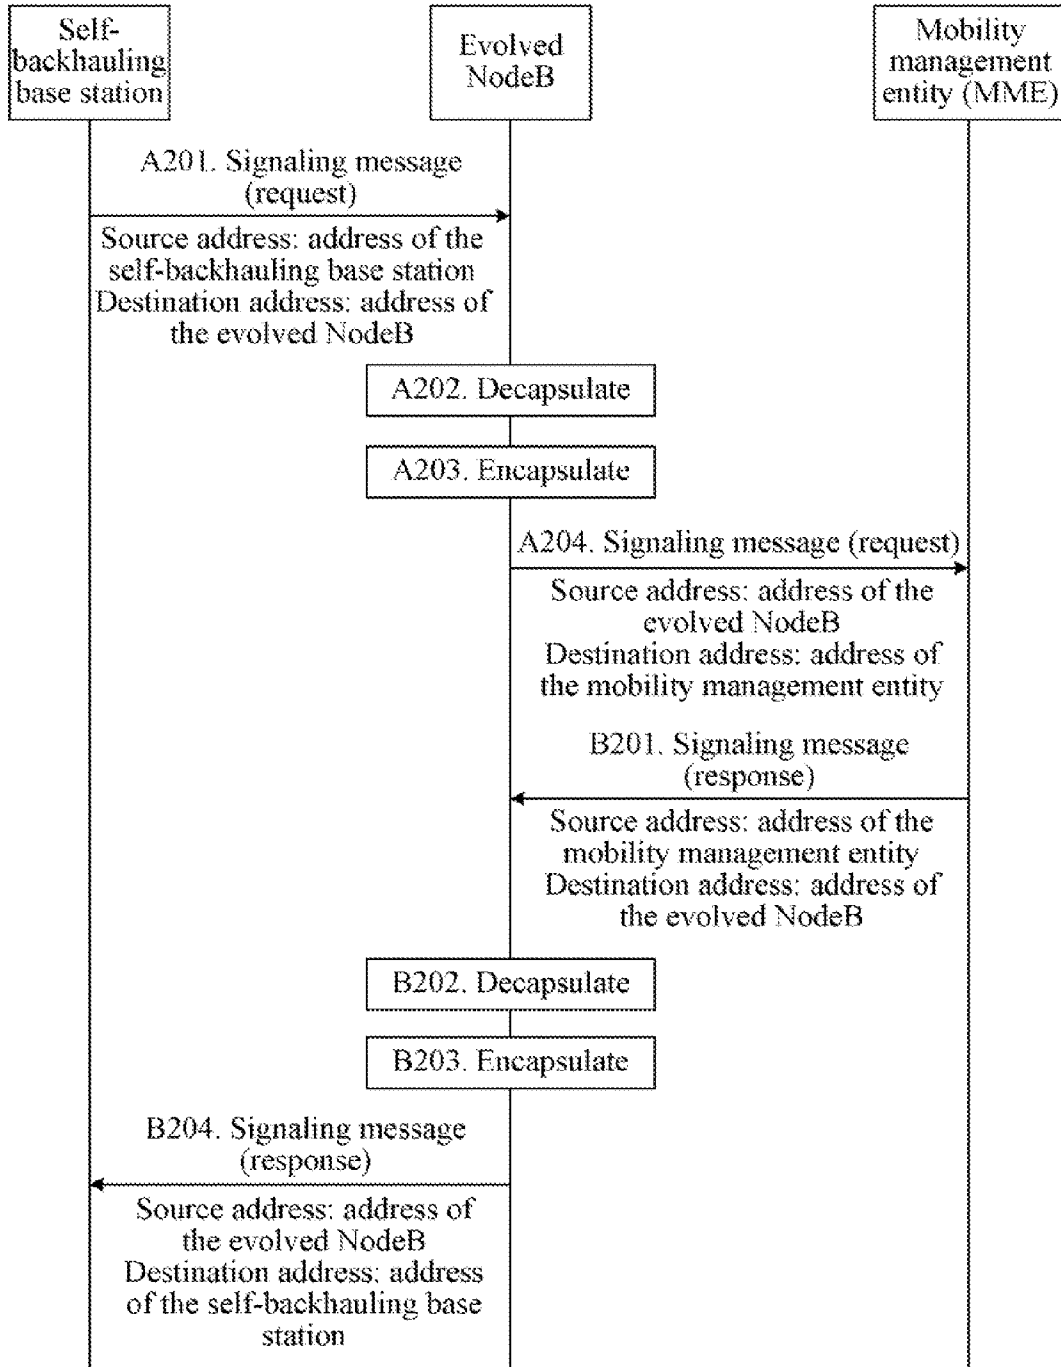 Self-
backhauling
base station
Evolved
NodeB
Mobility
management
entity (MME)
A201. Signaling message
(request)
Source address: address of the
self-backhauling base station
Destination address: address of
the evolved NodeB
A202. Decapsulate
A203. Encapsulate
A204. Signaling message (request)
Source address: address of the
evolved NodeB
Destination address: address of
the mobility management entity
B201. Signaling message
(response)
Source address: address of the
mobility management entity
Destination address: address of
the evolved NodeB
B202. Decapsulate
B203. Encapsulate
B204. Signaling message
(response)
Source address: address of
the evolved NodeB
Destination address: address
of the self-backhauling base
station